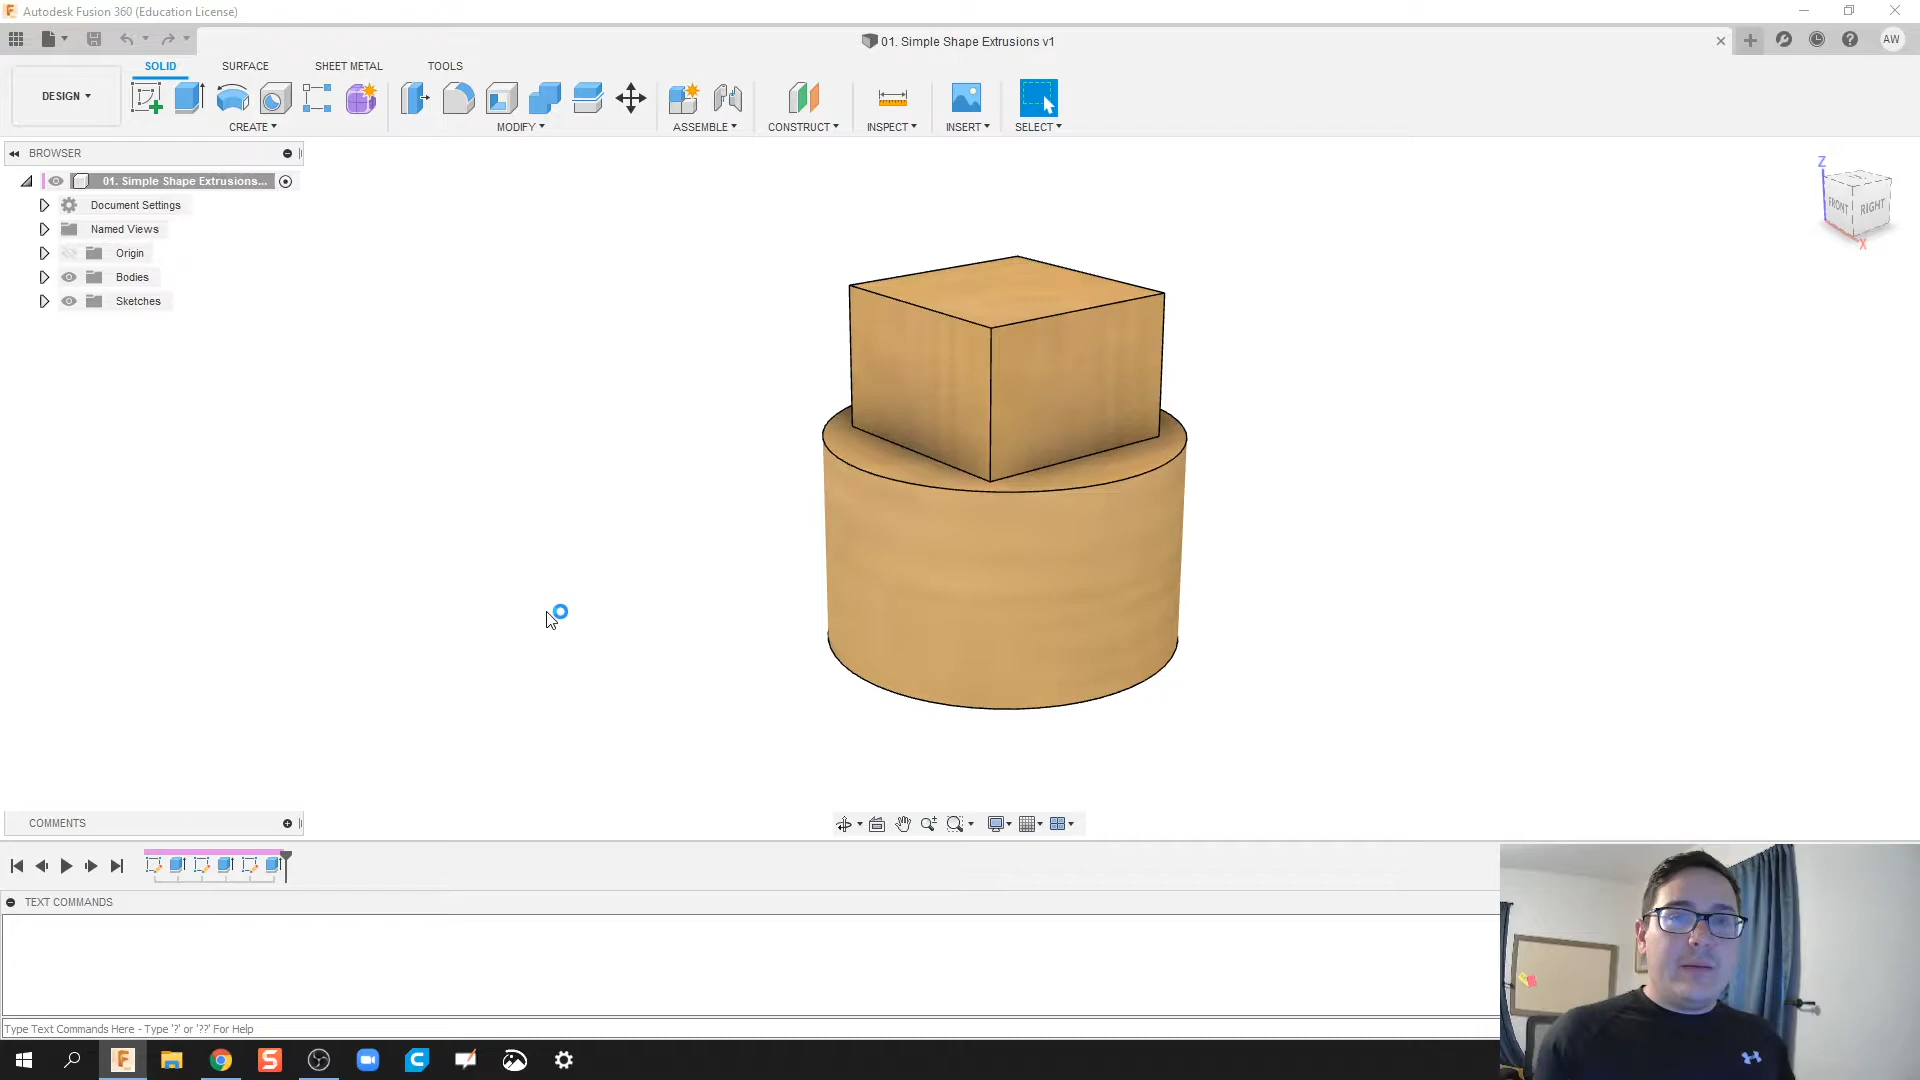 Autodesk Fusion 360 (Education License)
01. Simple Shape Extrusions v1
AW
SOLID
SURFACE
SHEET METAL
TOOLS
DESIGN
CREATE
MODIFY
ASSEMBLE
CONSTRUCT
INSPECT
INSERT
SELECT
BROWSER
01. Simple Shape Extrusions...
Document Settings
Named Views
Origin
Bodies
Sketches
Z
FRONT
RIGHT
X
COMMENTS
TEXT COMMANDS
Type Text Commands Here - Type '?' or '??' For Help